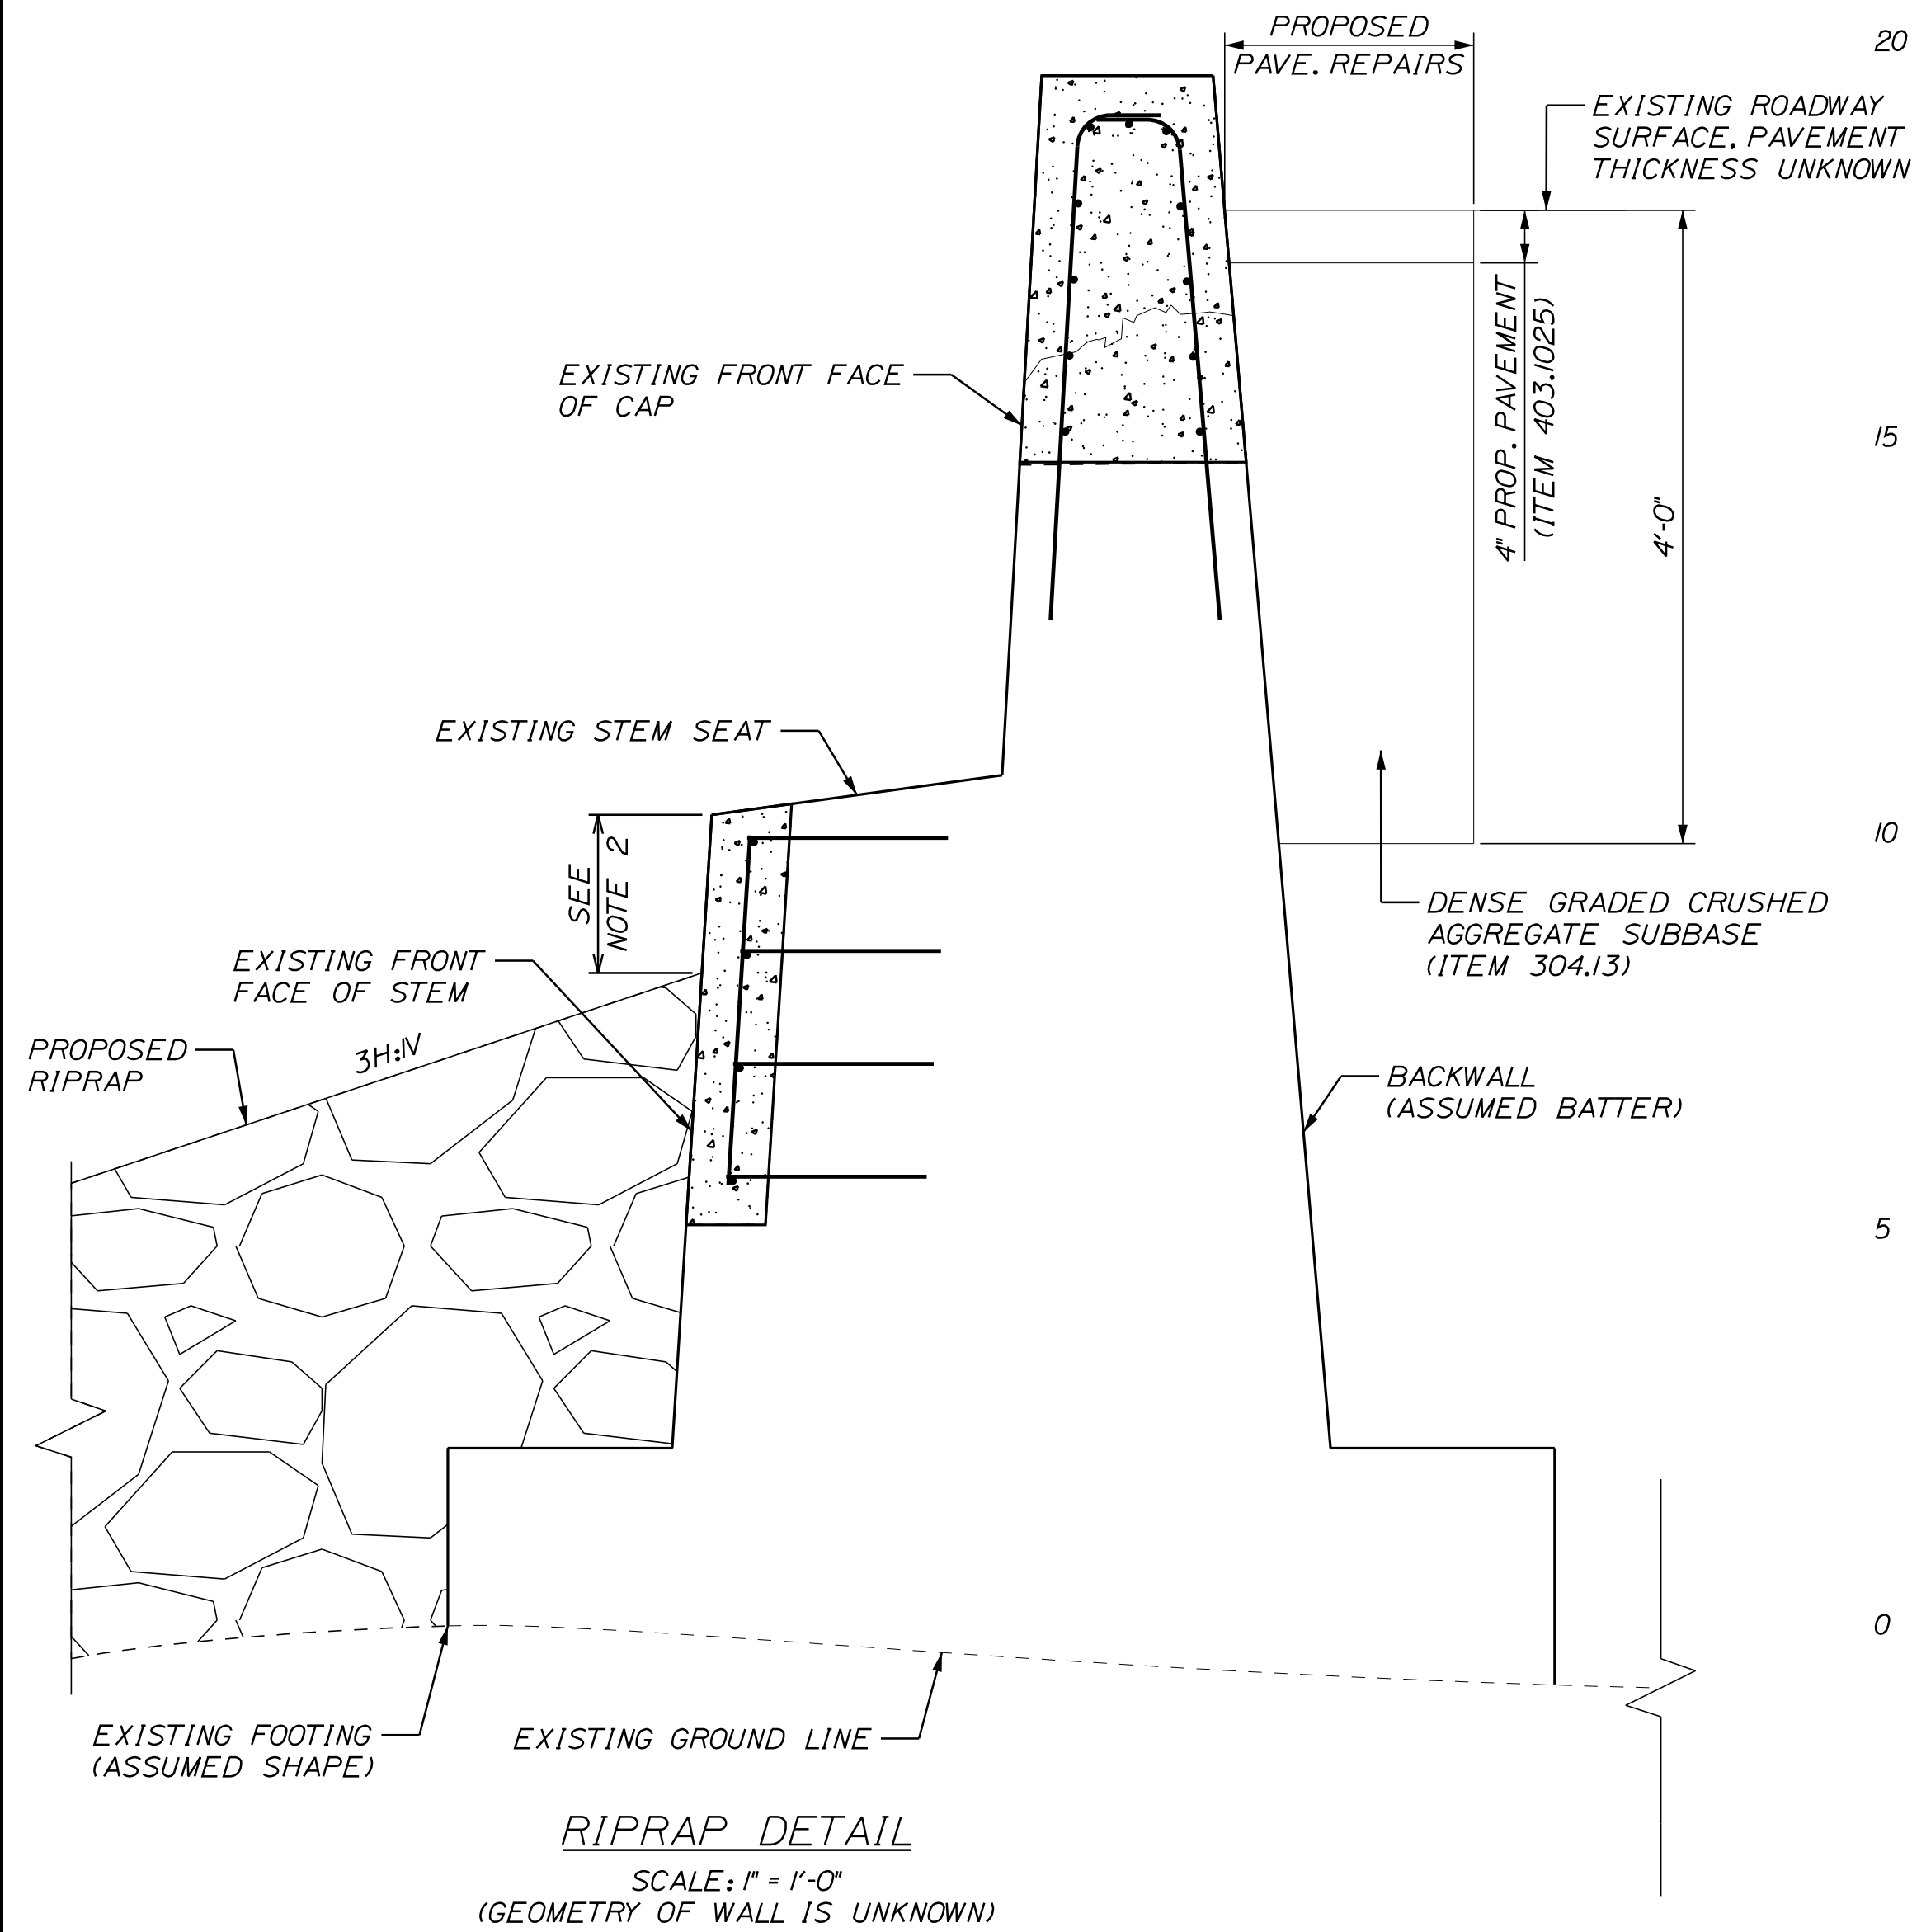 PROPOSED
PAVE. REPAIRS
20
EXISTING ROADWAY
SURFACE, PAVEMENT
THICKNESS UNKNOWN
4" PROP. PAVEMENT
(ITEM 403.1025)
4'-0"
EXISTING FRONT FACE
OF CAP
15
EXISTING STEM SEAT
SEE
NOTE 2
10
DENSE GRADED CRUSHED
AGGREGATE SUBBASE
(ITEM 304.13)
EXISTING FRONT
FACE OF STEM
PROPOSED
RIPRAP
3H:1V
BACKWALL
(ASSUMED BATTER)
5
0
EXISTING FOOTING
(ASSUMED SHAPE)
EXISTING GROUND LINE
RIPRAP DETAIL
SCALE: 1" = 1'-0"
(GEOMETRY OF WALL IS UNKNOWN)